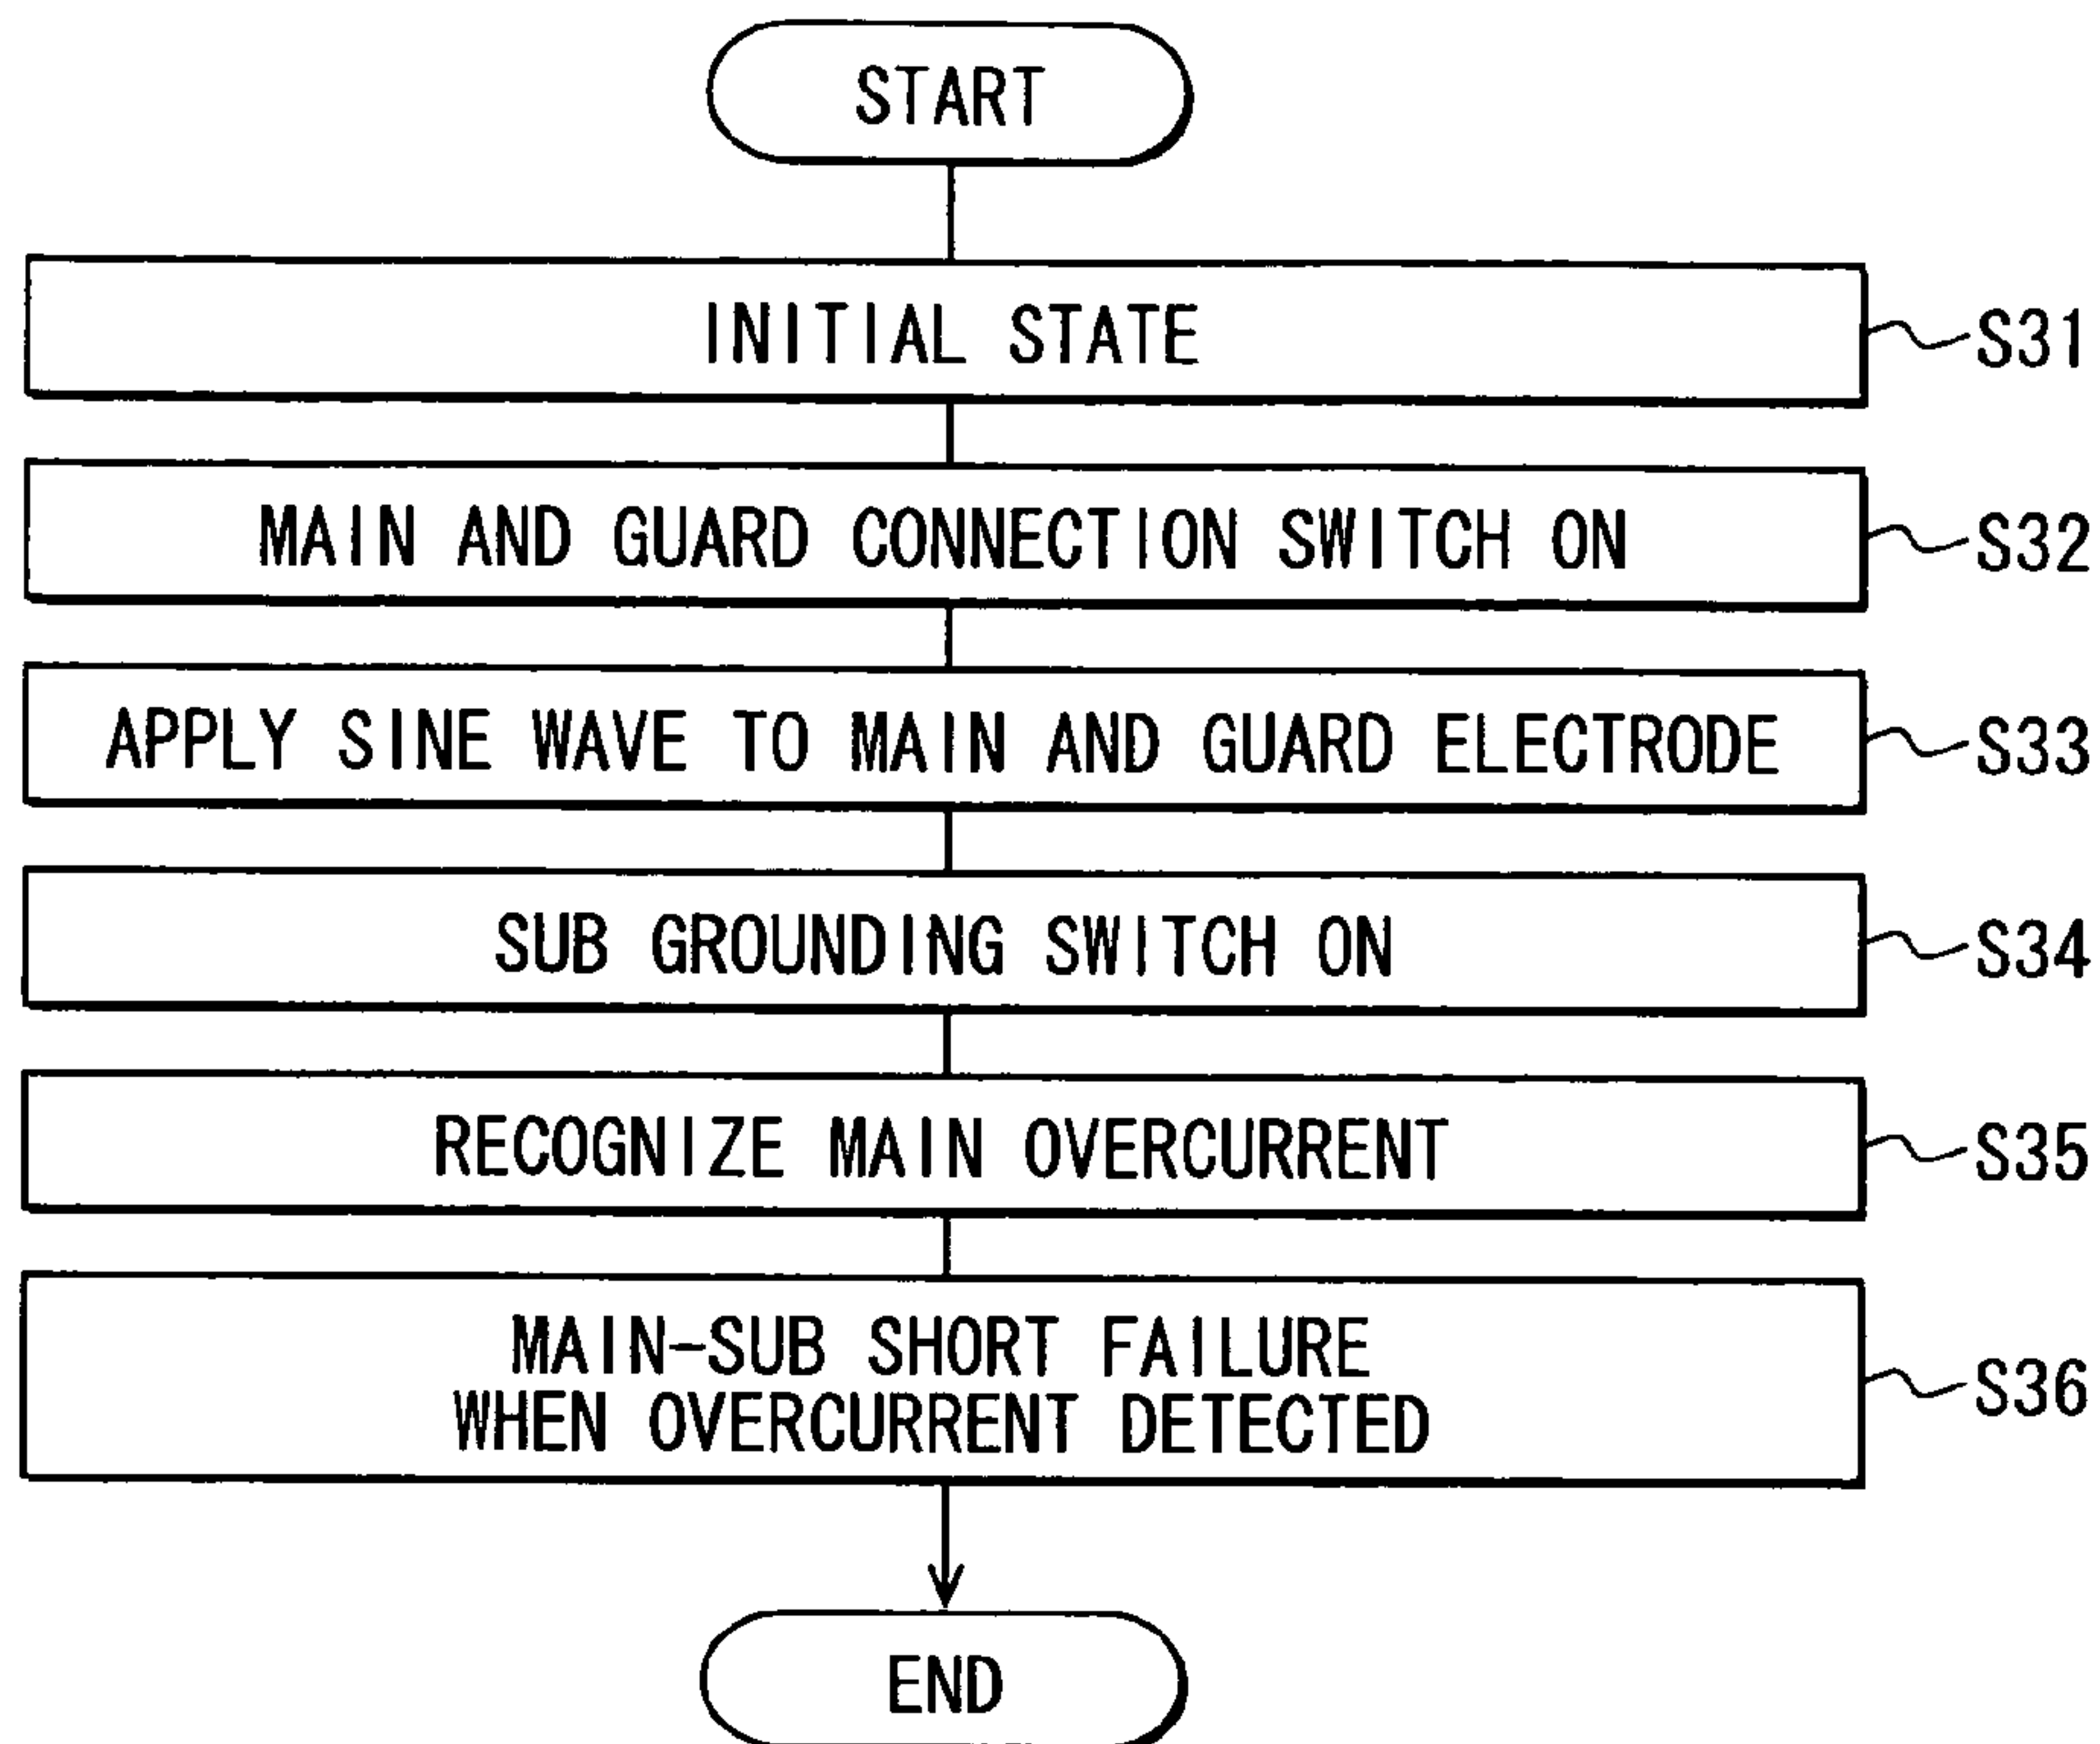 START
INITIAL STATE
S31
MAIN AND GUARD CONNECTION SWITCH ON
S32
APPLY SINE WAVE TO MAIN AND GUARD ELECTRODE
S33
SUB GROUNDING SWITCH ON
S34
RECOGNIZE MAIN OVERCURRENT
S35
MAIN-SUB SHORT FAILURE
WHEN OVERCURRENT DETECTED
S36
END